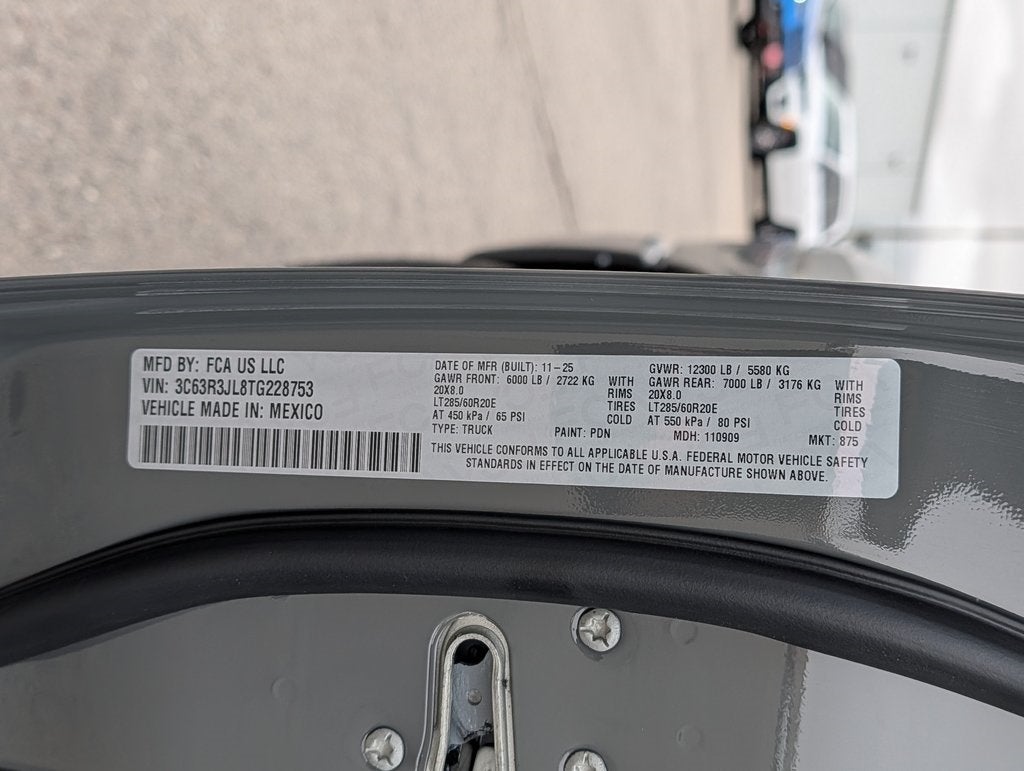 MFD BY: FCA US LLC
VIN: 3C63R3JL8TG228753
VEHICLE MADE IN: MEXICO
DATE OF MFR (BUILT): 11-25
GAWR FRONT: 6000 LB / 2722 KG WITH
20X8.0 RIMS
LT285/60R20E TIRES
AT 450 kPa / 65 PSI COLD
TYPE: TRUCK PAINT: PDN
GVWR: 12300 LB / 5580 KG
GAWR REAR: 7000 LB / 3176 KG WITH
20X8.0 RIMS
LT285/60R20E TIRES
AT 550 kPa / 80 PSI COLD
MDH: 110909 MKT: 875
THIS VEHICLE CONFORMS TO ALL APPLICABLE U.S.A. FEDERAL MOTOR VEHICLE SAFETY
STANDARDS IN EFFECT ON THE DATE OF MANUFACTURE SHOWN ABOVE.